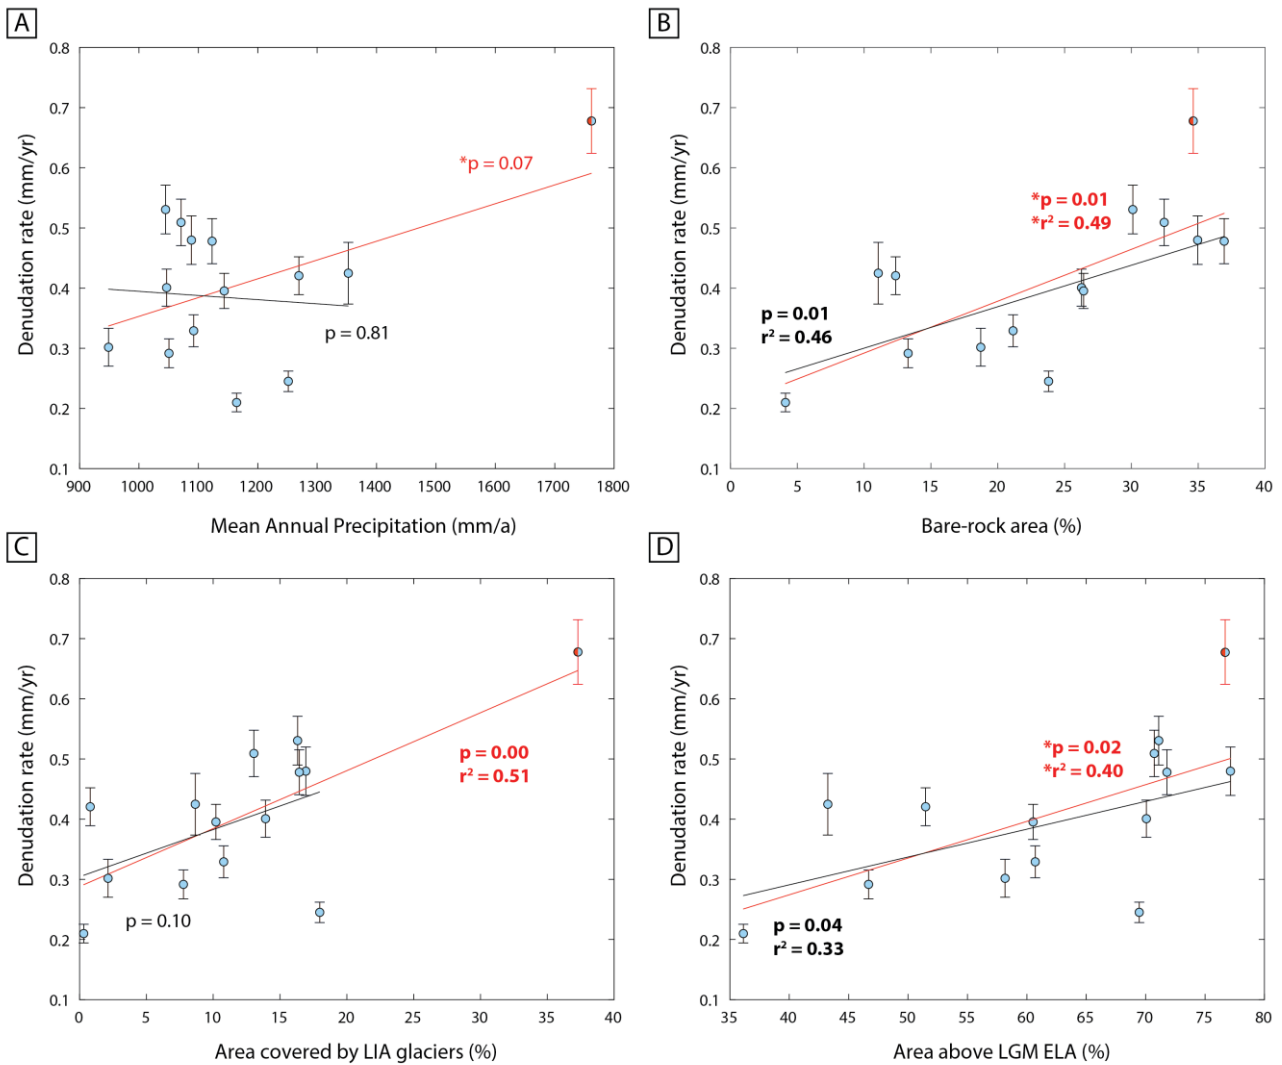 A
0.8
0.7
0.6
0.5
0.4
0.3
0.2
0.1
Denudation rate (mm/yr)
*p = 0.07
p = 0.81
900 1000 1100 1200 1300 1400 1500 1600 1700 1800
Mean Annual Precipitation (mm/a)
B
0.8
0.7
0.6
0.5
0.4
0.3
0.2
0.1
Denudation rate (mm/yr)
*p = 0.01
*r² = 0.49
p = 0.01
r² = 0.46
0 5 10 15 20 25 30 35 40
Bare-rock area (%)
C
0.8
0.7
0.6
0.5
0.4
0.3
0.2
0.1
Denudation rate (mm/yr)
p = 0.00
r² = 0.51
p = 0.10
0 5 10 15 20 25 30 35 40
Area covered by LIA glaciers (%)
D
0.8
0.7
0.6
0.5
0.4
0.3
0.2
0.1
Denudation rate (mm/yr)
*p = 0.02
*r² = 0.40
p = 0.04
r² = 0.33
35 40 45 50 55 60 65 70 75 80
Area above LGM ELA (%)